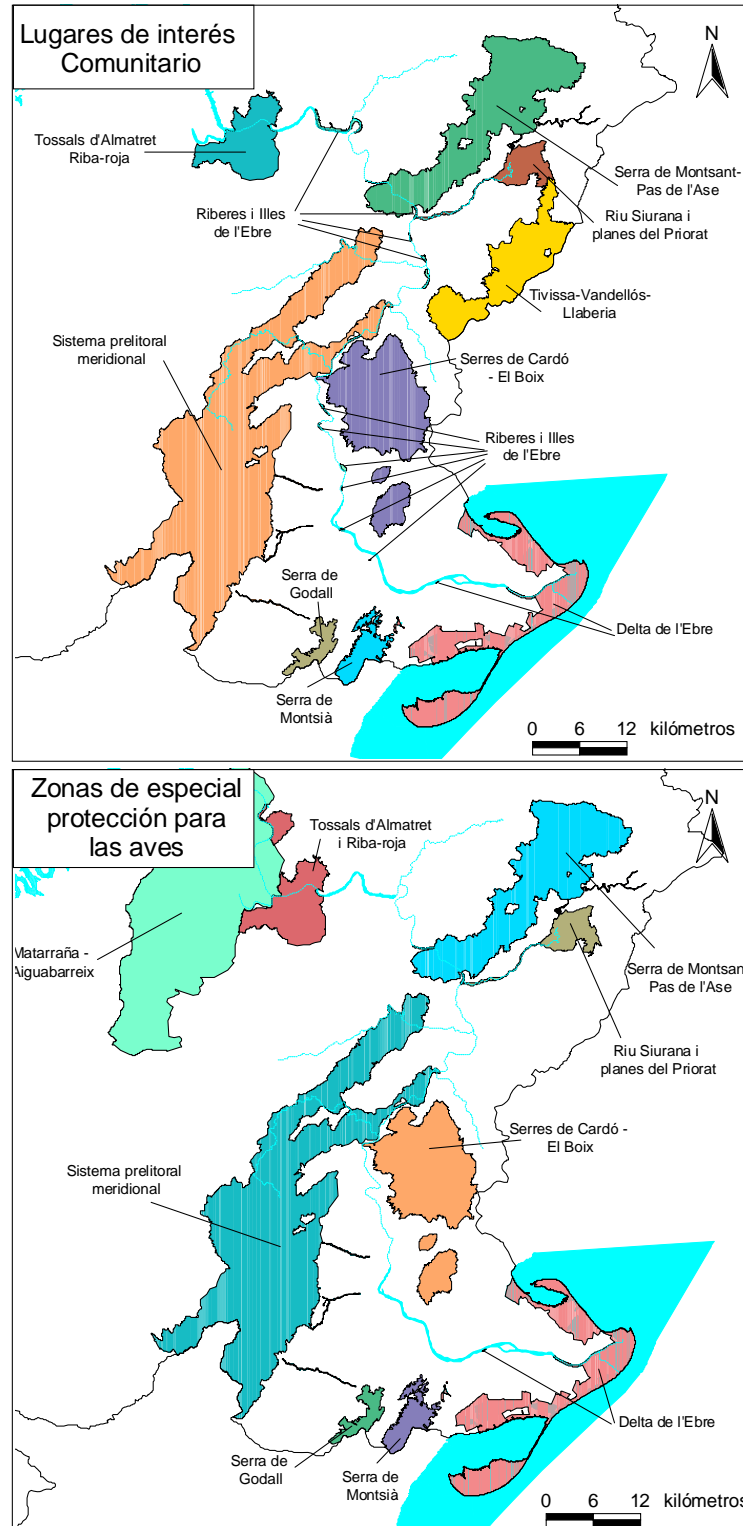 Lugares de interés
Comunitario
N
Tossals d'Almatret
Riba-roja
Serra de Montsant-
Pas de l'Ase
Riberes i Illes
de l'Ebre
Riu Siurana i
planes del Priorat
Tivissa-Vandellós-
Llaberia
Sistema prelitoral
meridional
Serres de Cardó
- El Boix
Riberes i Illes
de l'Ebre
Serra de
Godall
Delta de l'Ebre
Serra de
Montsià
0 6 12 kilómetros
Zonas de especial
protección para
las aves
N
Tossals d'Almatret
i Riba-roja
Matarraña -
Aiguabarreix
Serra de Montsan
Pas de l'Ase
Riu Siurana i
planes del Priorat
Serres de Cardó -
El Boix
Sistema prelitoral
meridional
Delta de l'Ebre
Serra de
Godall
Serra de
Montsià
0 6 12 kilómetros